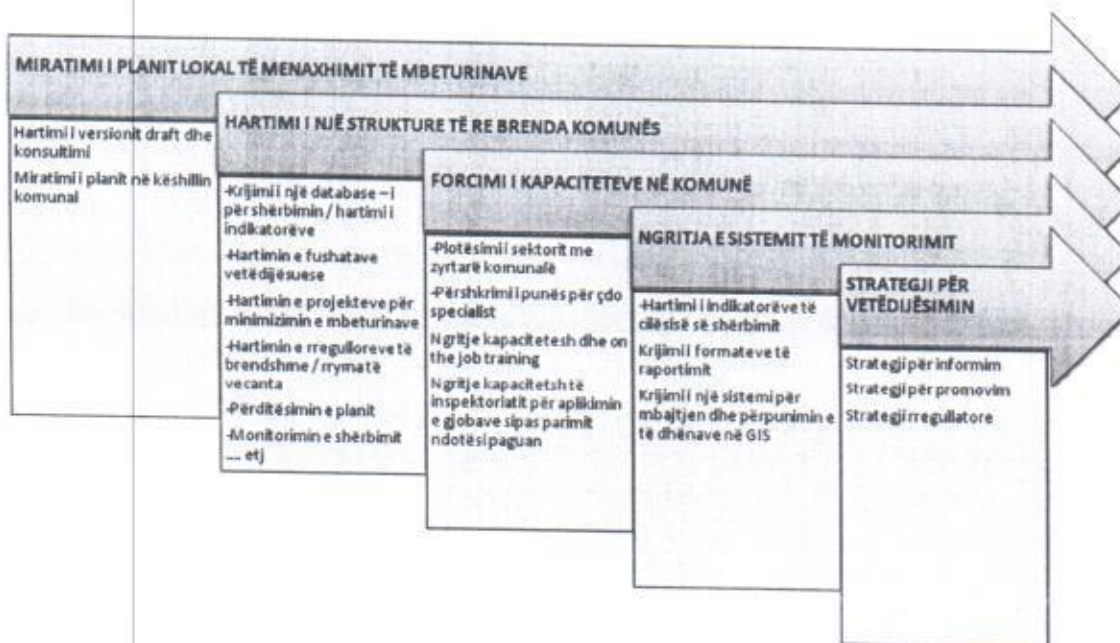 MIRATIMI I PLANIT LOKAL TË MENAXHIMIT TË MBETURINAVE
Hartimi i versionit draft dhe
konsultimi
Miratimi i planit në këshillin
komunal
HARTIMI I NJË STRUKTURE TË RE BRENDA KOMUNËS
-Krijimi i një database – i
për shërbimin / hartimi i
indikatorëve
-Hartimin e fushatave
vetëdijësuese
-Hartimin e projekteve për
minimizimin e mbeturinave
-Hartimin e rregulloreve të
brendshme / rryma të
vecanta
-Përditësimin e planit
-Monitorimin e shërbimit
.... etj
FORCIMI I KAPACITETEVE NË KOMUNË
-Plotësimi i sektorit me
zyrtarë komunalë
-Përshkrimi i punës për çdo
specialist
Ngritje kapacitetesh dhe on
the job training
Ngritje kapacitetsh të
inspektoriatit për aplikimin
e gjobave sipas parimit
ndotësi paguan
NGRITJA E SISTEMIT TË MONITORIMIT
-Hartimi i indikatorëve të
cilësisë së shërbimit
Krijimi i formateve të
raportimit
Krijimi i një sistemi për
mbajtjen dhe përpunimin e
të dhënave në GIS
STRATEGJI PËR
VETËDIJËSIMIN
Strategji për informim
Strategji për promovim
Strategji rregullatore